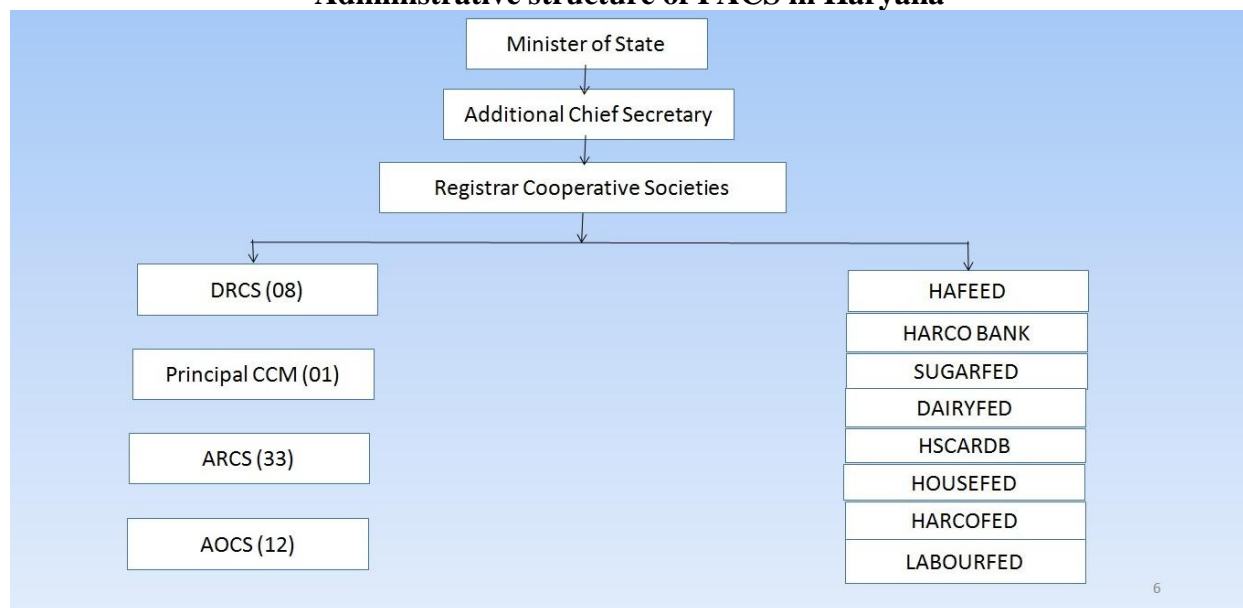 Administrative structure of PACS in Haryana
Minister of State
Additional Chief Secretary
Registrar Cooperative Societies
DRCS (08)
Principal CCM (01)
ARCS (33)
AOCS (12)
HAFEED
HARCO BANK
SUGARFED
DAIRYFED
HSCARDB
HOUSEFED
HARCOFED
LABOURFED
6